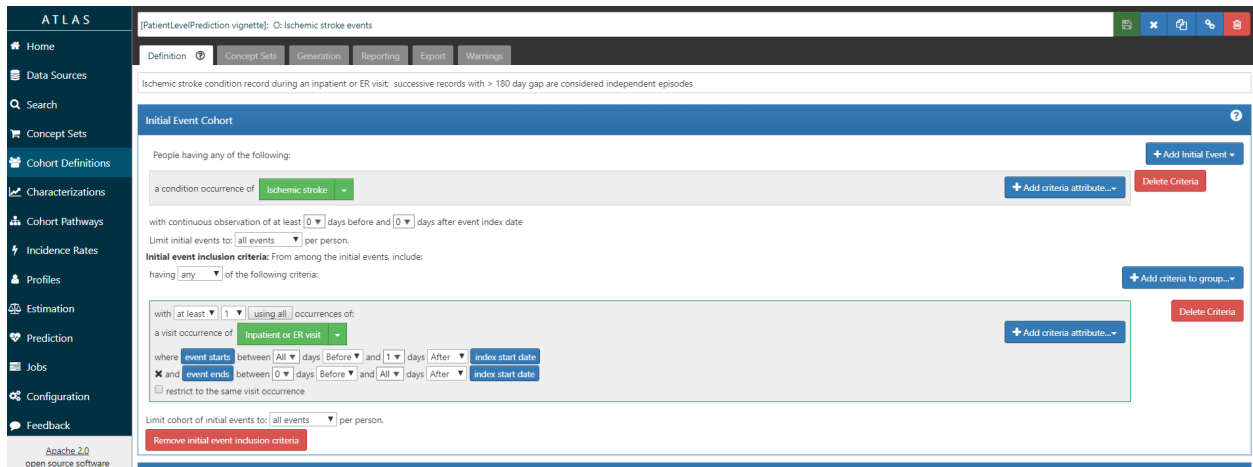 ATLAS
Home
Data Sources
Search
Concept Sets
Cohort Definitions
Characterizations
Cohort Pathways
Incidence Rates
Profiles
Estimation
Prediction
Jobs
Configuration
Feedback
Apache 2.0
open source software
[PatientLevelPrediction vignette]: O: Ischemic stroke events
Definition ? Concept Sets Generation Reporting Export Warnings
Ischemic stroke condition record during an inpatient or ER visit; successive records with > 180 day gap are considered independent episodes
Initial Event Cohort ?
People having any of the following: + Add Initial Event
a condition occurrence of Ischemic stroke + Add criteria attribute... Delete Criteria
with continuous observation of at least 0 days before and 0 days after event index date
Limit initial events to: all events per person.
Initial event inclusion criteria: From among the initial events, include:
having any of the following criteria: + Add criteria to group...
with at least 1 using all occurrences of: Delete Criteria
a visit occurrence of Inpatient or ER visit + Add criteria attribute...
where event starts between All days Before and 1 days After index start date
and event ends between 0 days Before and All days After index start date
restrict to the same visit occurrence
Limit cohort of initial events to: all events per person.
Remove initial event inclusion criteria